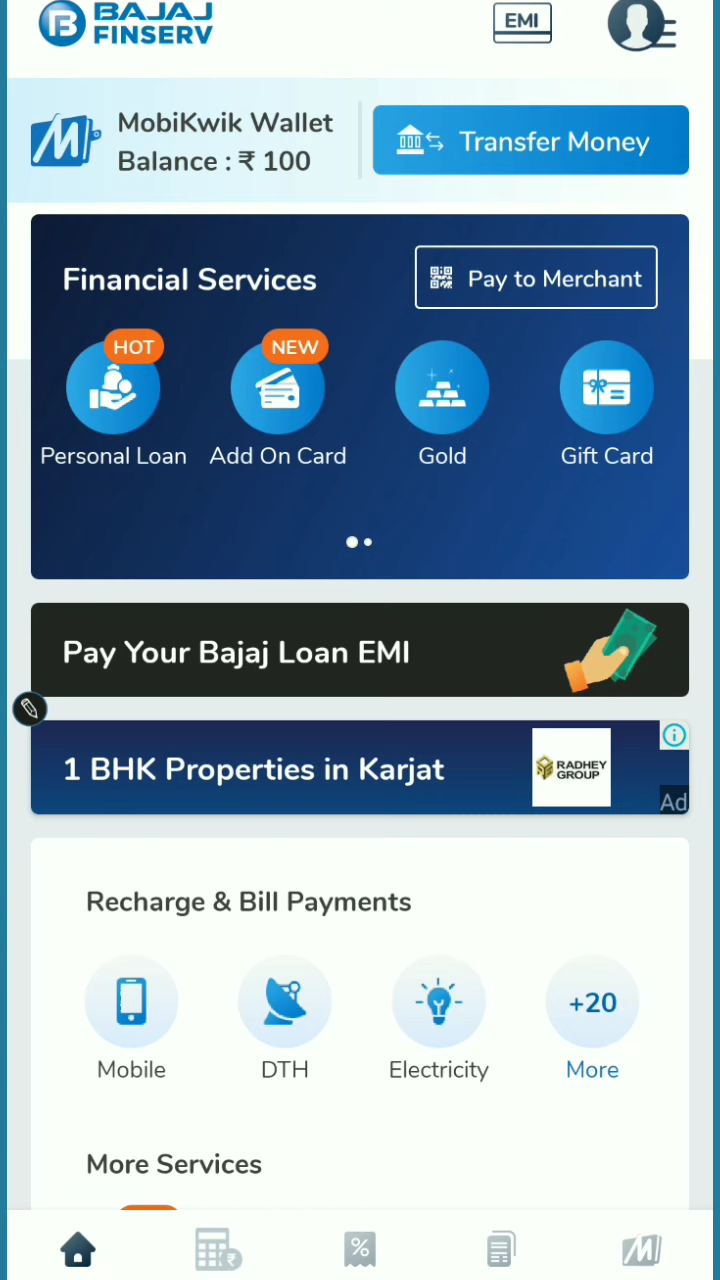 BAJAJ
FINSERV
EMI
MobiKwik Wallet
Balance : ₹ 100
Transfer Money
Financial Services
Pay to Merchant
HOT
NEW
Personal Loan
Add On Card
Gold
Gift Card
Pay Your Bajaj Loan EMI
1 BHK Properties in Karjat
RADHEY
GROUP
Ad
Recharge & Bill Payments
+20
Mobile
DTH
Electricity
More
More Services